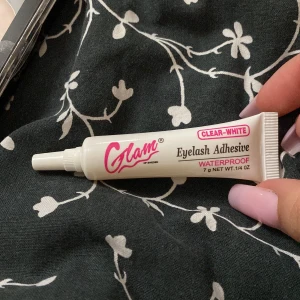 Glam®
CLEAR-WHITE
Eyelash Adhesive
WATERPROOF
7 g NET WT. 1/4 OZ